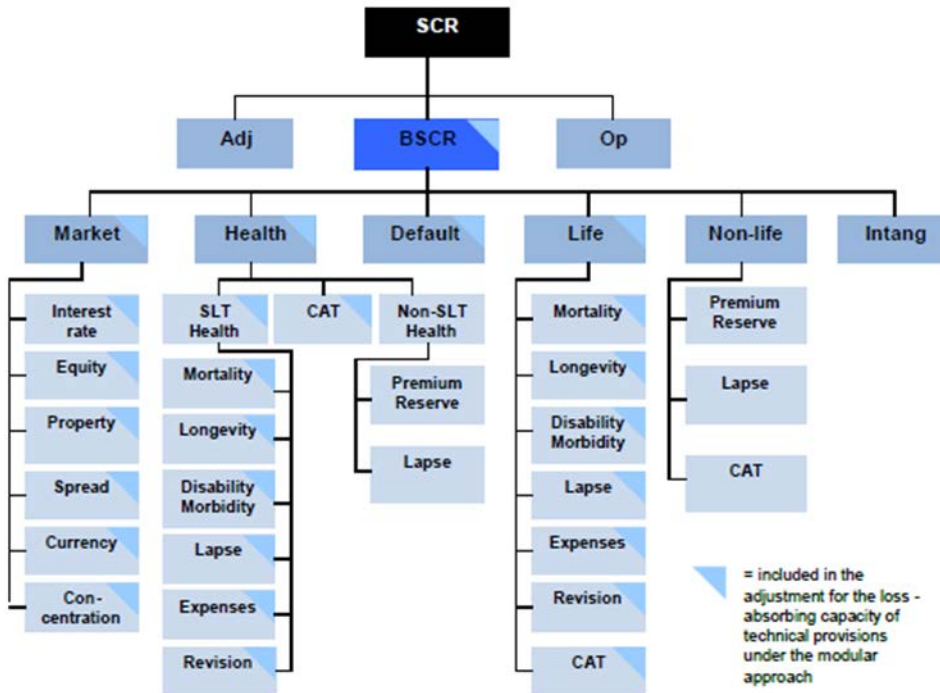 SCR
Adj
BSCR
Op
Market
Health
Default
Life
Non-life
Intang
Interest
rate
Equity
Property
Spread
Currency
Con-
centration
SLT
Health
CAT
Non-SLT
Health
Mortality
Longevity
Disability
Morbidity
Lapse
Expenses
Revision
Premium
Reserve
Lapse
Mortality
Longevity
Disability
Morbidity
Lapse
Expenses
Revision
CAT
Premium
Reserve
Lapse
CAT
= included in the
adjustment for the loss -
absorbing capacity of
technical provisions
under the modular
approach